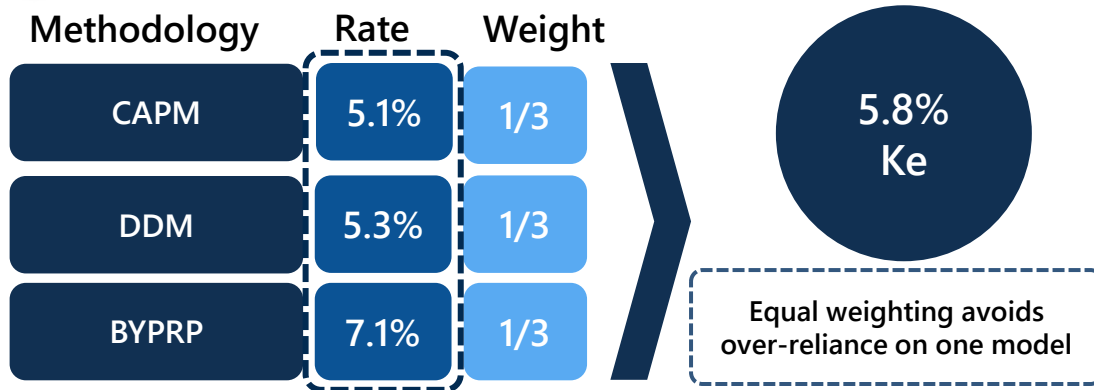 Methodology Rate Weight
CAPM 5.1% 1/3
DDM 5.3% 1/3
BYPRP 7.1% 1/3
5.8%
Ke
Equal weighting avoids
over-reliance on one model